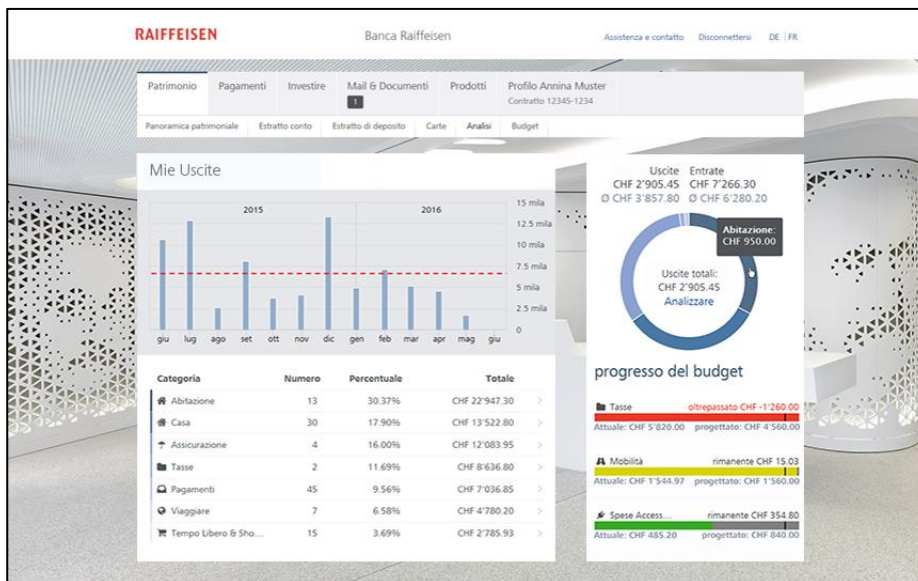 RAIFFEISEN
Banca Raiffeisen
Assistenza e contatto Disconnettersi DE | FR
Patrimonio Pagamenti Investire Mail & Documenti Prodotti Profilo Annina Muster
1 Contratto 12345-1234
Panoramica patrimoniale Estratto conto Estratto di deposito Carte Analisi Budget
Mie Uscite
2015 2016
15 mila
12.5 mila
10 mila
7.5 mila
5 mila
2.5 mila
0
giu lug ago set ott nov dic gen feb mar apr mag giu
Categoria Numero Percentuale Totale
Abitazione 13 30.37% CHF 22'947.30
Casa 30 17.90% CHF 13'522.80
Assicurazione 4 16.00% CHF 12'083.95
Tasse 2 11.69% CHF 8'636.80
Pagamenti 45 9.56% CHF 7'036.85
Viaggiare 7 6.58% CHF 4'780.20
Tempo Libero & Sho... 15 3.69% CHF 2'785.93
Uscite Entrate
CHF 2'905.45 CHF 7'266.30
Ø CHF 3'857.80 Ø CHF 6'280.20
Abitazione:
CHF 950.00
Uscite totali:
CHF 2'905.45
Analizzare
progresso del budget
Tasse oltrepassato CHF -1'260.00
Attuale: CHF 5'820.00 progettato: CHF 4'560.00
Mobilità rimanente CHF 15.03
Attuale: CHF 1'544.97 progettato: CHF 1'560.00
Spese Access... rimanente CHF 354.80
Attuale: CHF 485.20 progettato: CHF 840.00